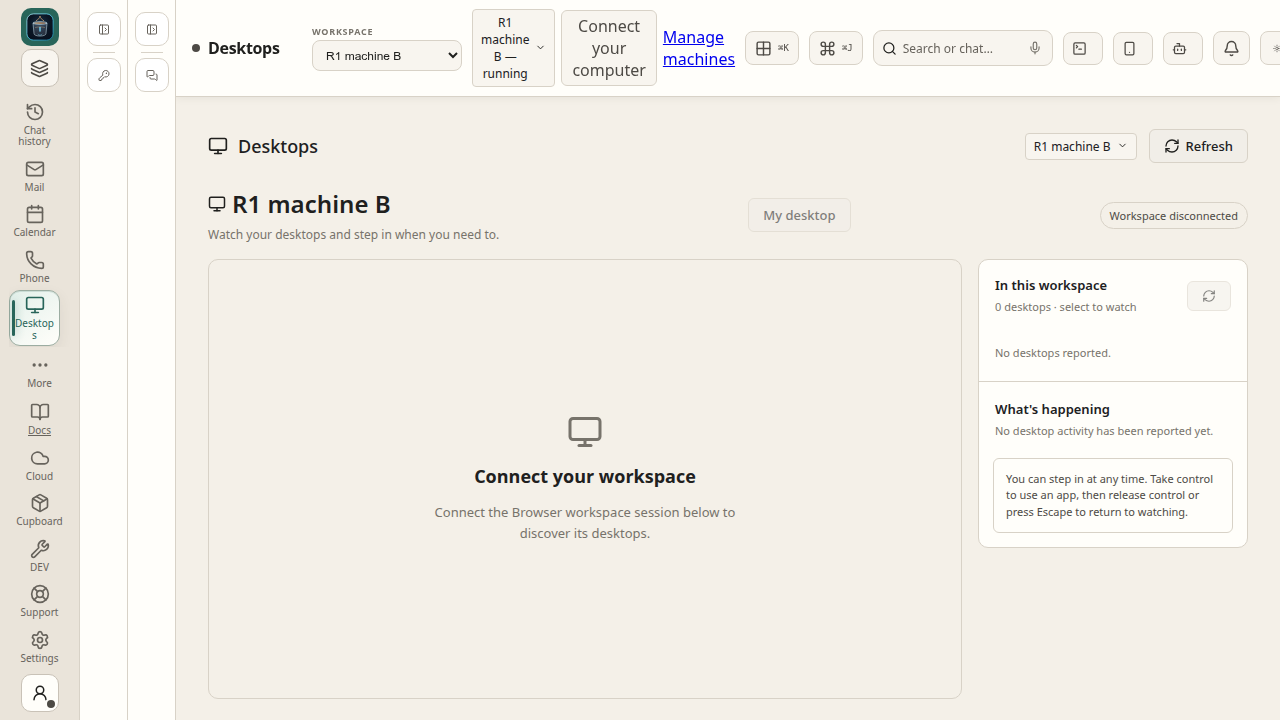 Chat
history
Mail
Calendar
Phone
Desktop
s
More
Docs
Cloud
Cupboard
DEV
Support
Settings
Desktops
WORKSPACE
R1 machine B
R1
machine
B —
running
Connect
your
computer
Manage
machines
⌘K
⌘J
Search or chat...
Desktops
R1 machine B
Refresh
R1 machine B
Watch your desktops and step in when you need to.
My desktop
Workspace disconnected
Connect your workspace
Connect the Browser workspace session below to
discover its desktops.
In this workspace
0 desktops · select to watch
No desktops reported.
What's happening
No desktop activity has been reported yet.
You can step in at any time. Take control
to use an app, then release control or
press Escape to return to watching.